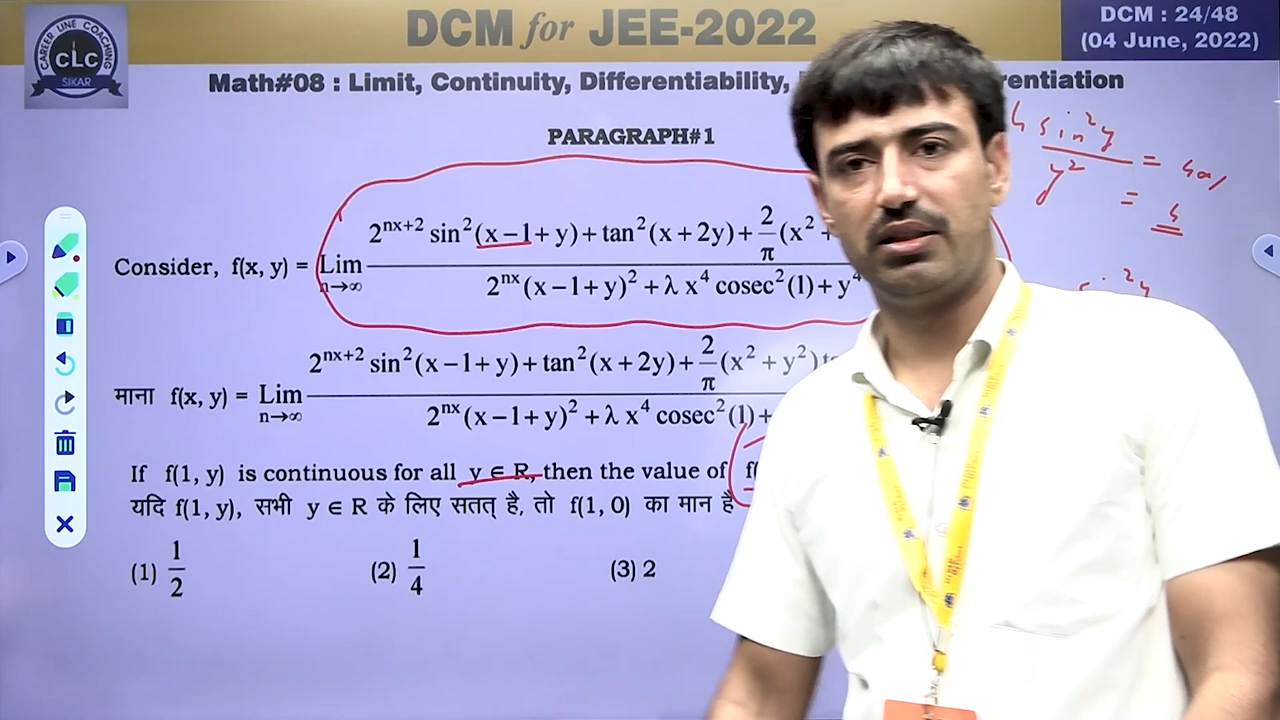 DCM for JEE-2022
DCM : 24/48
(04 June, 2022)
CAREER LINE COACHING
CLC
SIKAR
Math#08 : Limit, Continuity, Differentiability,
entiation
PARAGRAPH#1
Consider, f(x, y) = Lim n→∞ 2^{nx+2} sin²(x−1+y)+tan²(x+2y)+2/π(x²+
2^{nx}(x−1+y)²+λ x⁴ cosec²(1)+y⁴
माना f(x, y) = Lim n→∞ 2^{nx+2} sin²(x−1+y)+tan²(x+2y)+2/π(x²+y²)
2^{nx}(x−1+y)²+λ x⁴ cosec²(1)+
If f(1, y) is continuous for all y ∈ R, then the value of f(
यदि f(1, y), सभी y ∈ R के लिए सतत् है, तो f(1, 0) का मान है
(1) 1/2 (2) 1/4 (3) 2
sin²y
y² =
= 4